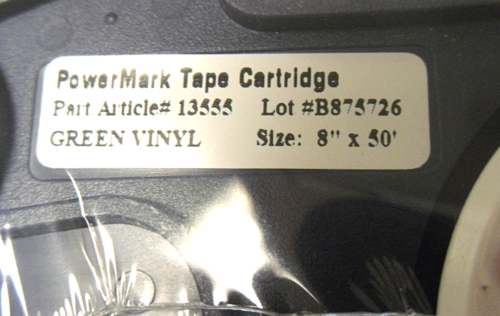 PowerMark Tape Cartridge
Part Article# 13555 Lot #B875726
GREEN VINYL Size: 8" x 50'